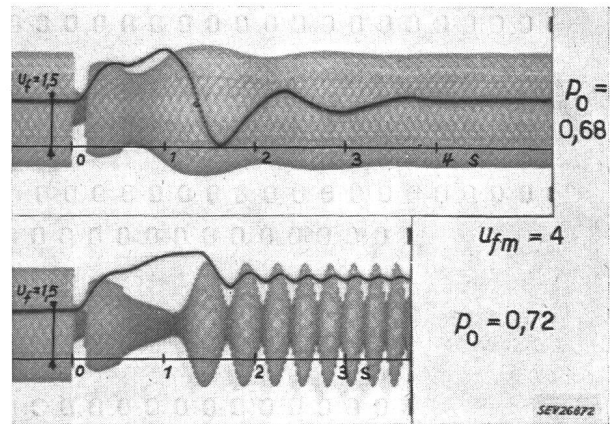 u_f=1,5
p_0 =
0,68
0 1 2 3 4 S
u_fm = 4
u_f=1,5
p_0 = 0,72
0 1 2 3 S
SEV26872